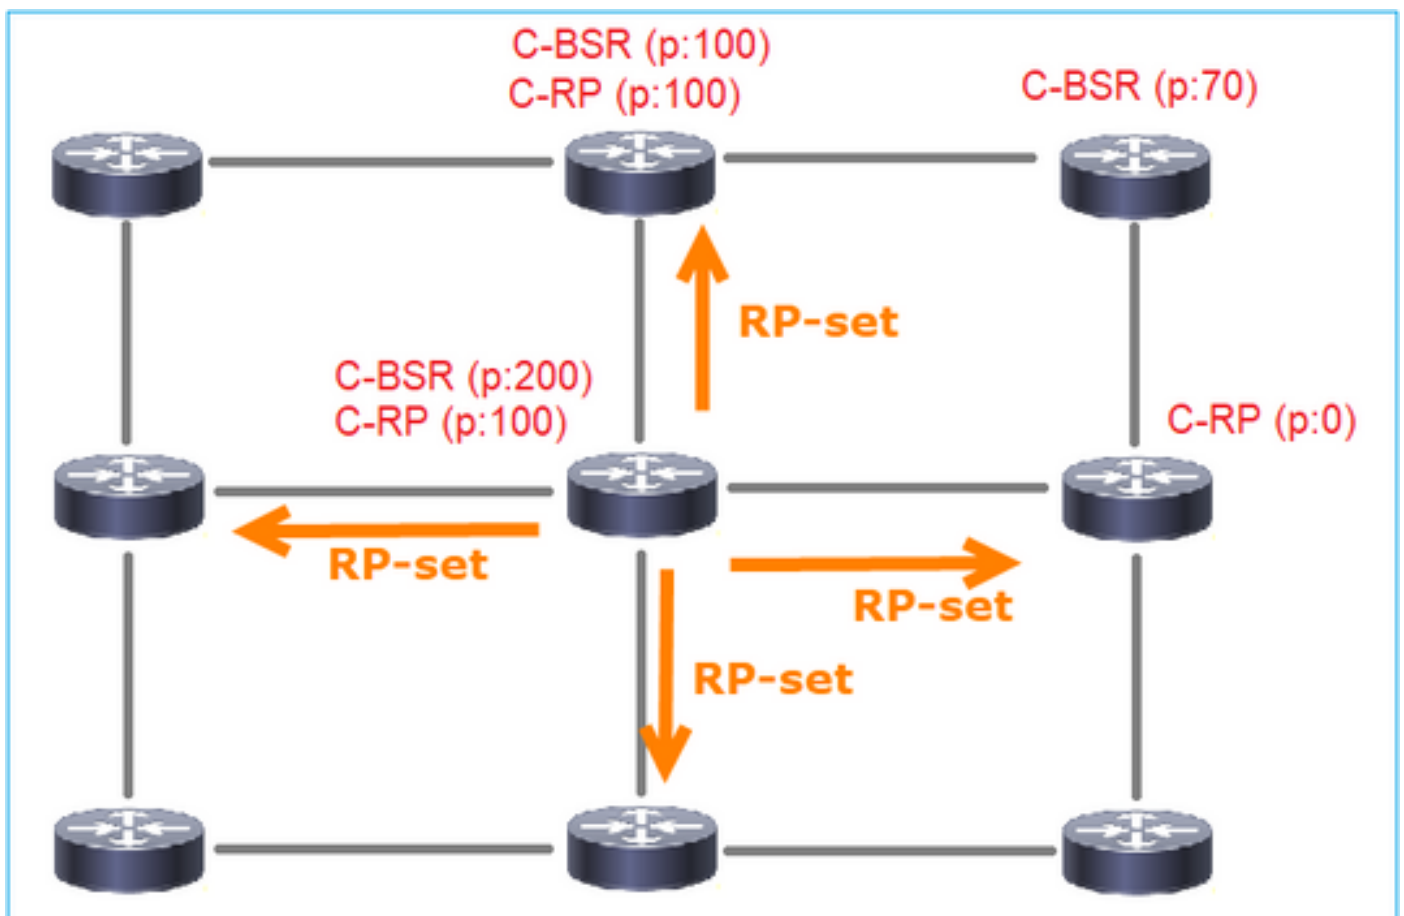 C-BSR (p:100)
C-RP (p:100)
C-BSR (p:70)
RP-set
C-BSR (p:200)
C-RP (p:100)
C-RP (p:0)
RP-set
RP-set
RP-set